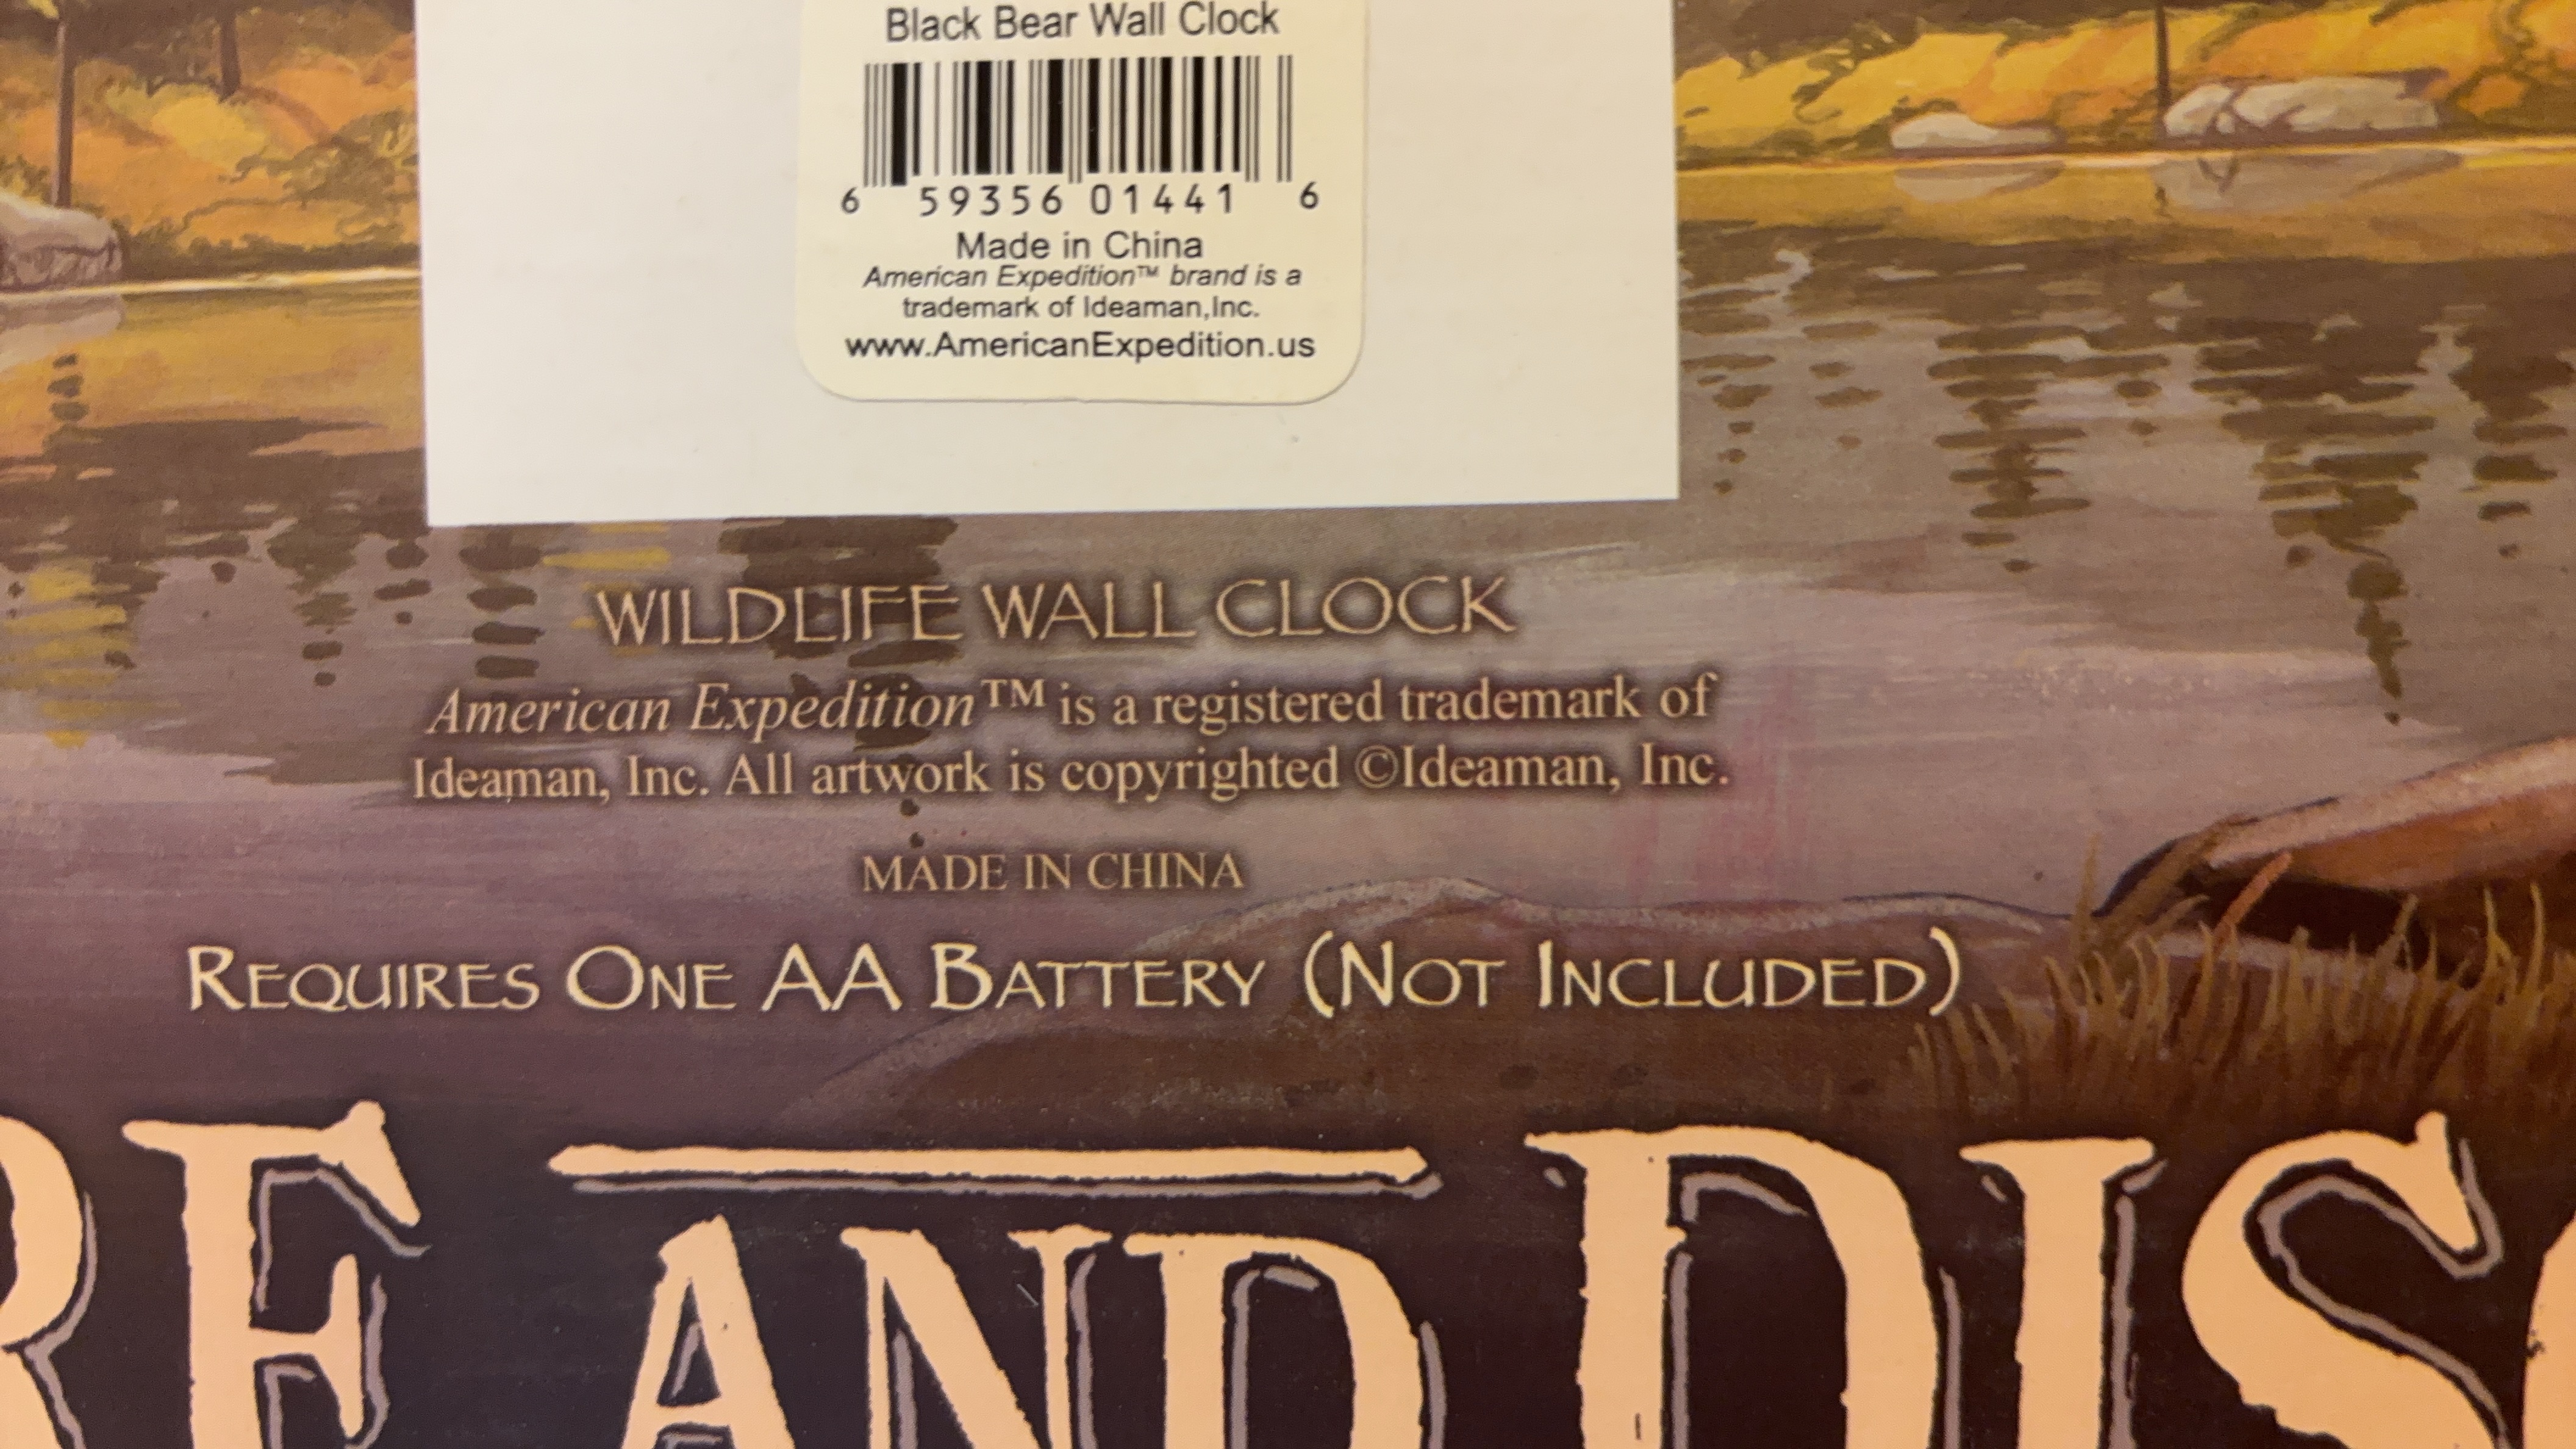 Black Bear Wall Clock
6 59356 01441 6
Made in China
American Expedition™ brand is a
trademark of Ideaman,Inc.
www.AmericanExpedition.us
WILDLIFE WALL CLOCK
American Expedition™ is a registered trademark of
Ideaman, Inc. All artwork is copyrighted ©Ideaman, Inc.
MADE IN CHINA
REQUIRES ONE AA BATTERY (NOT INCLUDED)
AND